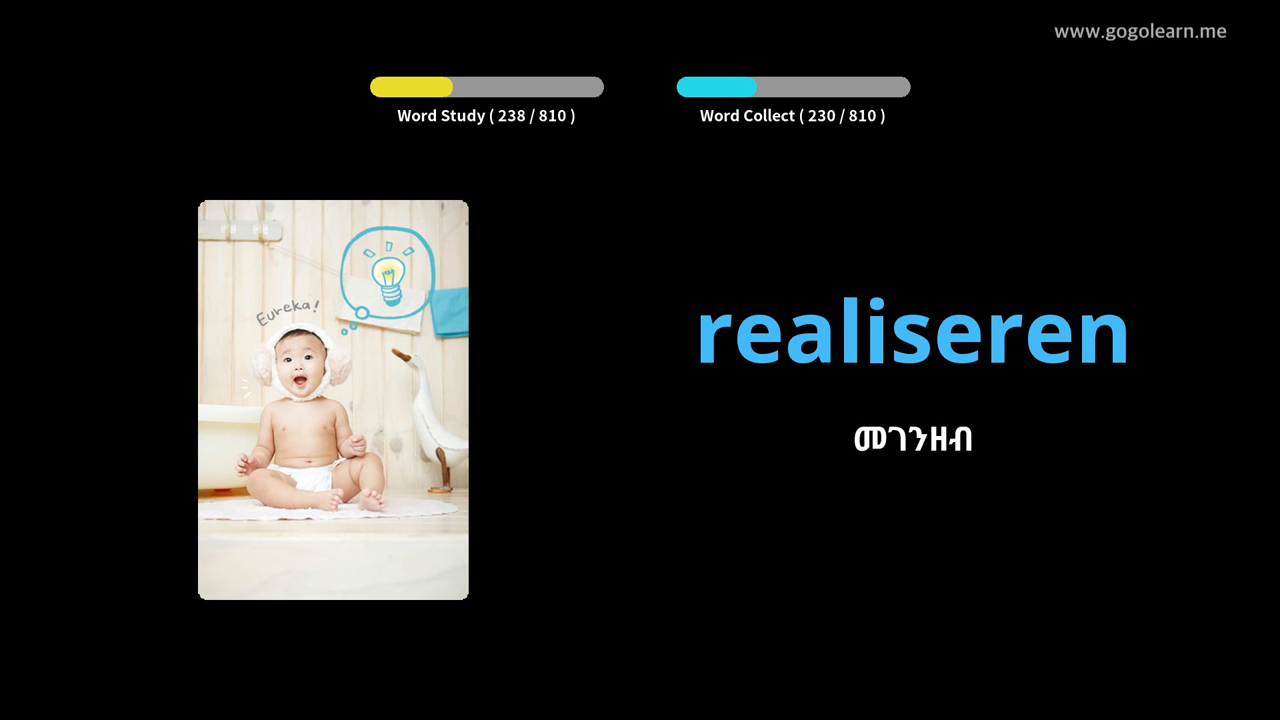 www.gogolearn.me
Word Study ( 238 / 810 )
Word Collect ( 230 / 810 )
Eureka!
realiseren
መገንዘብ